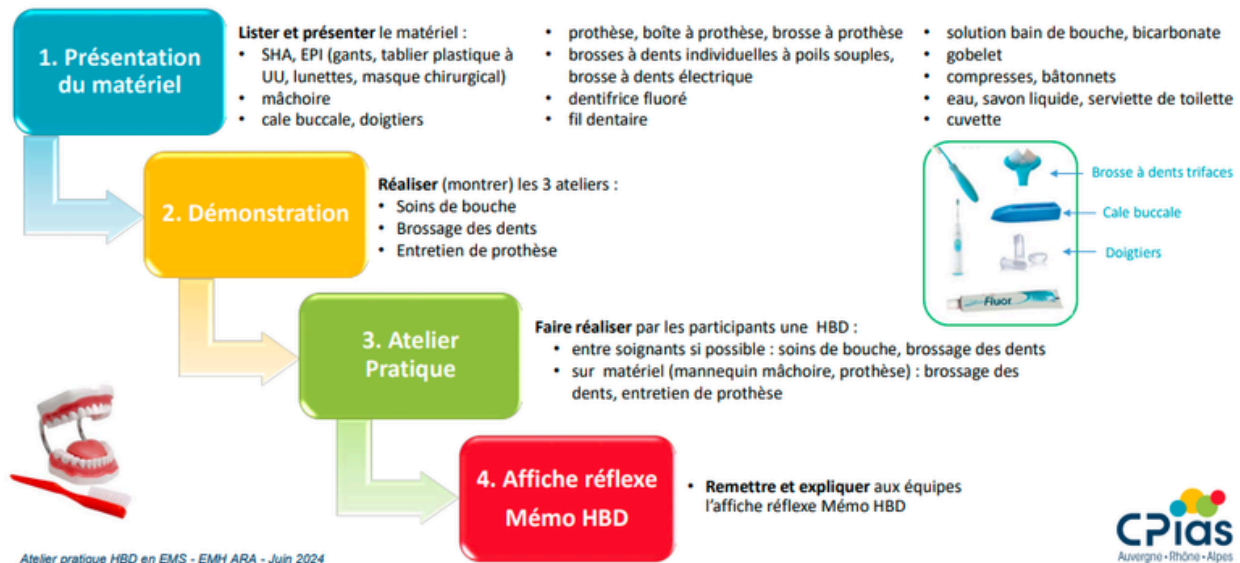 1. Présentation
du matériel
Lister et présenter le matériel :
• SHA, EPI (gants, tablier plastique à
UU, lunettes, masque chirurgical)
• mâchoire
• cale buccale, doigtiers
• prothèse, boîte à prothèse, brosse à prothèse
• brosses à dents individuelles à poils souples,
brosse à dents électrique
• dentifrice fluoré
• fil dentaire
• solution bain de bouche, bicarbonate
• gobelet
• compresses, bâtonnets
• eau, savon liquide, serviette de toilette
• cuvette
Brosse à dents trifaces
Cale buccale
Doigtiers
Fluor
2. Démonstration
Réaliser (montrer) les 3 ateliers :
• Soins de bouche
• Brossage des dents
• Entretien de prothèse
3. Atelier
Pratique
Faire réaliser par les participants une HBD :
• entre soignants si possible : soins de bouche, brossage des dents
• sur matériel (mannequin mâchoire, prothèse) : brossage des
dents, entretien de prothèse
4. Affiche réflexe
Mémo HBD
• Remettre et expliquer aux équipes
l'affiche réflexe Mémo HBD
Atelier pratique HBD en EMS - EMH ARA - Juin 2024
CPias
Auvergne • Rhône • Alpes